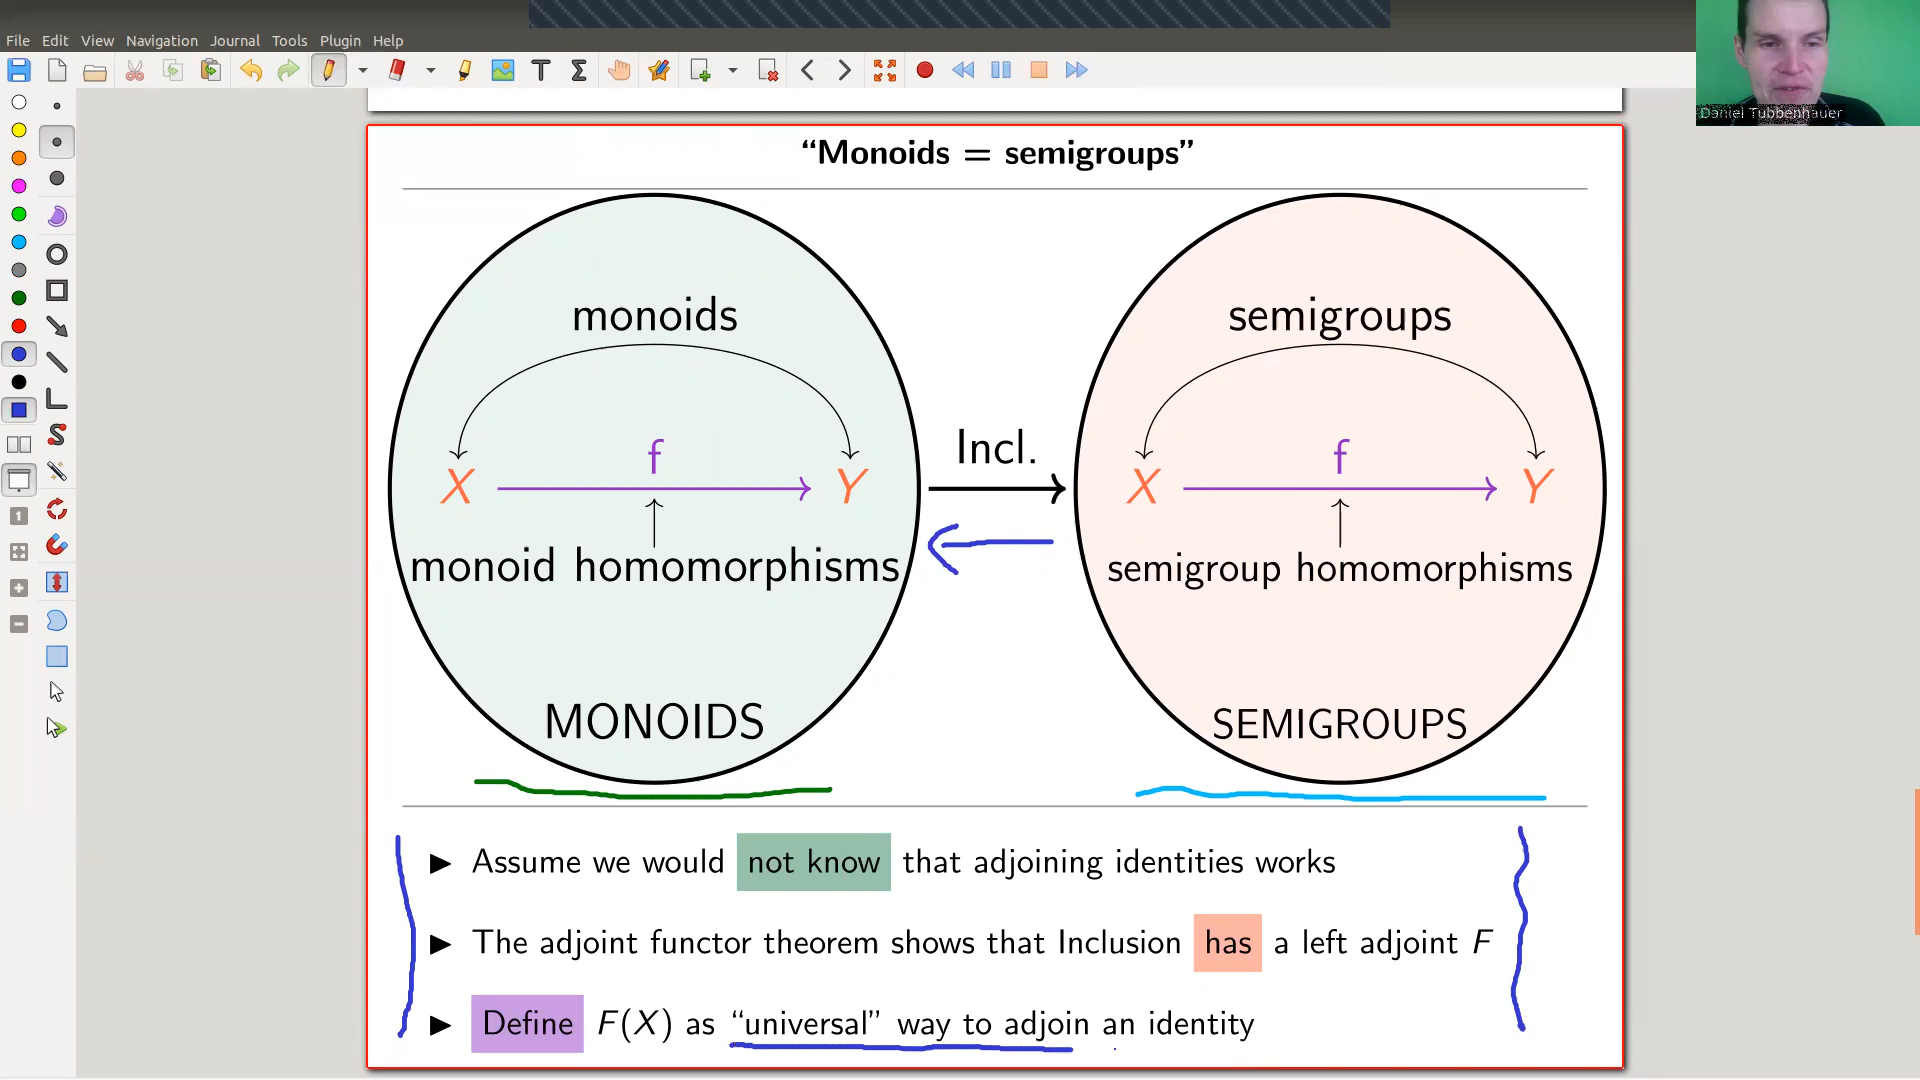 File Edit View Navigation Journal Tools Plugin Help
Daniel Tubbenhauer
“Monoids = semigroups”
monoids
semigroups
f
f
Incl.
X
Y
X
Y
monoid homomorphisms
semigroup homomorphisms
MONOIDS
SEMIGROUPS
► Assume we would not know that adjoining identities works
► The adjoint functor theorem shows that Inclusion has a left adjoint F
► Define F(X) as “universal” way to adjoin an identity